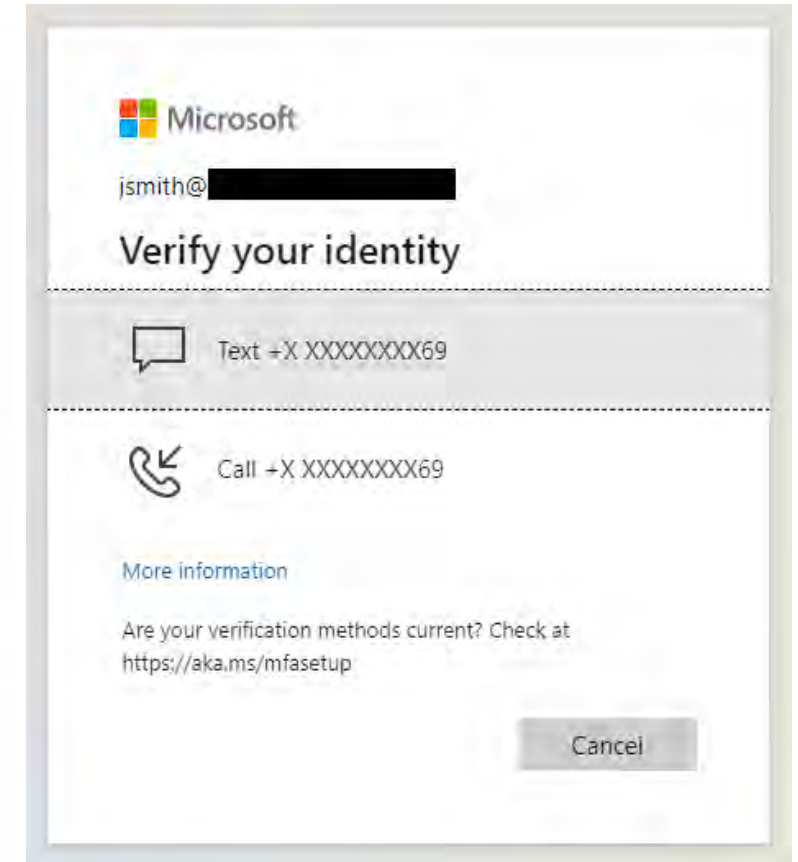 Microsoft
jsmith@
Verify your identity
Text +X XXXXXXXX69
Call +X XXXXXXXX69
More information
Are your verification methods current? Check at
https://aka.ms/mfasetup
Cancel